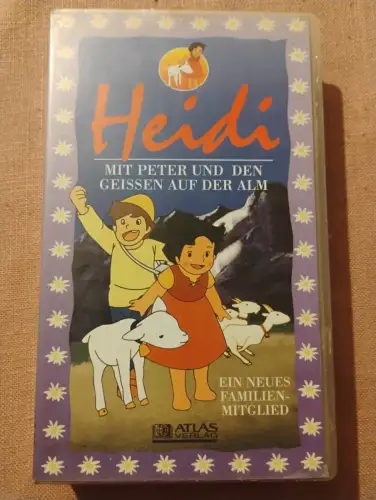 Heidi
MIT PETER UND DEN
GEISSEN AUF DER ALM
EIN NEUES
FAMILIEN-
MITGLIED
ATLAS
VERLAG